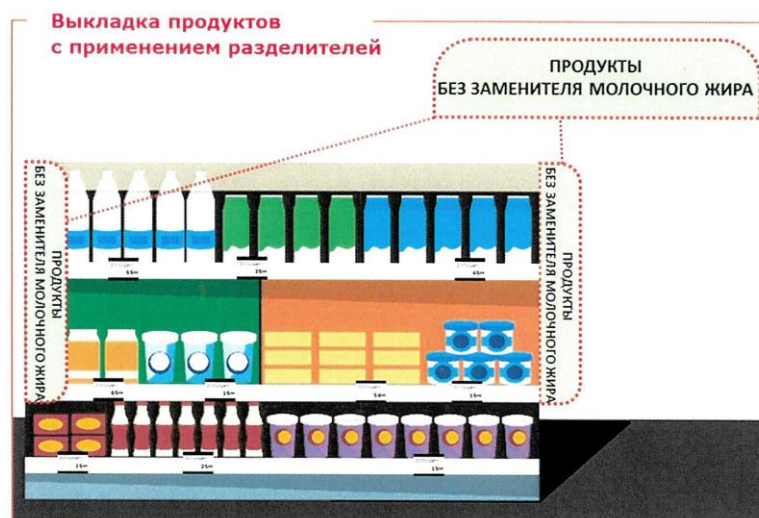 Выкладка продуктов
с применением разделителей
ПРОДУКТЫ
БЕЗ ЗАМЕНИТЕЛЯ МОЛОЧНОГО ЖИРА
ПРОДУКТЫ
БЕЗ ЗАМЕНИТЕЛЯ МОЛОЧНОГО ЖИРА
ПРОДУКТЫ
БЕЗ ЗАМЕНИТЕЛЯ МОЛОЧНОГО ЖИРА